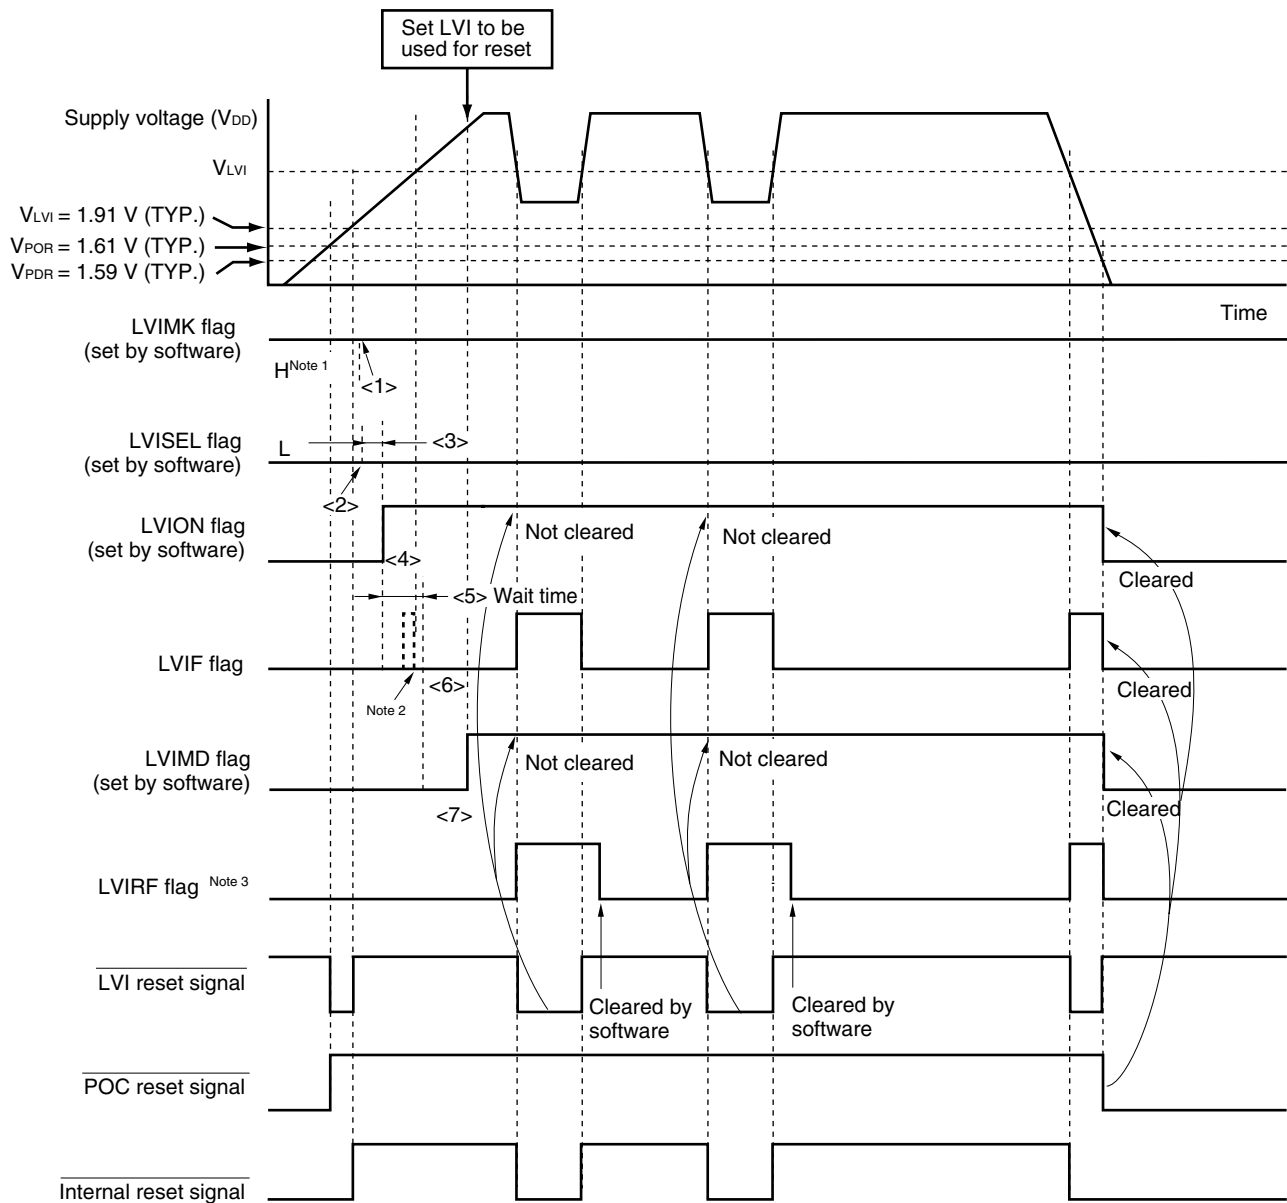 Set LVI to be
used for reset
Supply voltage (VDD)
VLVI
VLVI = 1.91 V (TYP.)
VPOR = 1.61 V (TYP.)
VPDR = 1.59 V (TYP.)
Time
LVIMK flag
(set by software)
H Note 1
<1>
LVISEL flag
(set by software)
L
<3>
<2>
LVION flag
(set by software)
Not cleared
Not cleared
<4>
Cleared
<5> Wait time
LVIF flag
<6>
Note 2
Cleared
LVIMD flag
(set by software)
Not cleared
Not cleared
<7>
Cleared
LVIRF flag Note 3
LVI reset signal
Cleared by
software
Cleared by
software
POC reset signal
Internal reset signal